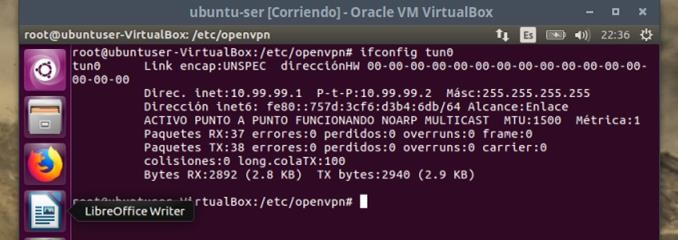 ubuntu-ser [Corriendo] - Oracle VM VirtualBox
root@ubuntuser-VirtualBox: /etc/openvpn
Es
22:36
root@ubuntuser-VirtualBox:/etc/openvpn# ifconfig tun0
tun0 Link encap:UNSPEC direcciónHW 00-00-00-00-00-00-00-00-00-00-00-00-00-
00-00-00
Direc. inet:10.99.99.1 P-t-P:10.99.99.2 Másc:255.255.255.255
Dirección inet6: fe80::757d:3cf6:d3b4:6db/64 Alcance:Enlace
ACTIVO PUNTO A PUNTO FUNCIONANDO NOARP MULTICAST MTU:1500 Métrica:1
Paquetes RX:37 errores:0 perdidos:0 overruns:0 frame:0
Paquetes TX:38 errores:0 perdidos:0 overruns:0 carrier:0
colisiones:0 long.colaTX:100
Bytes RX:2892 (2.8 KB) TX bytes:2940 (2.9 KB)
root@ubuntuser-VirtualBox:/etc/openvpn#
LibreOffice Writer